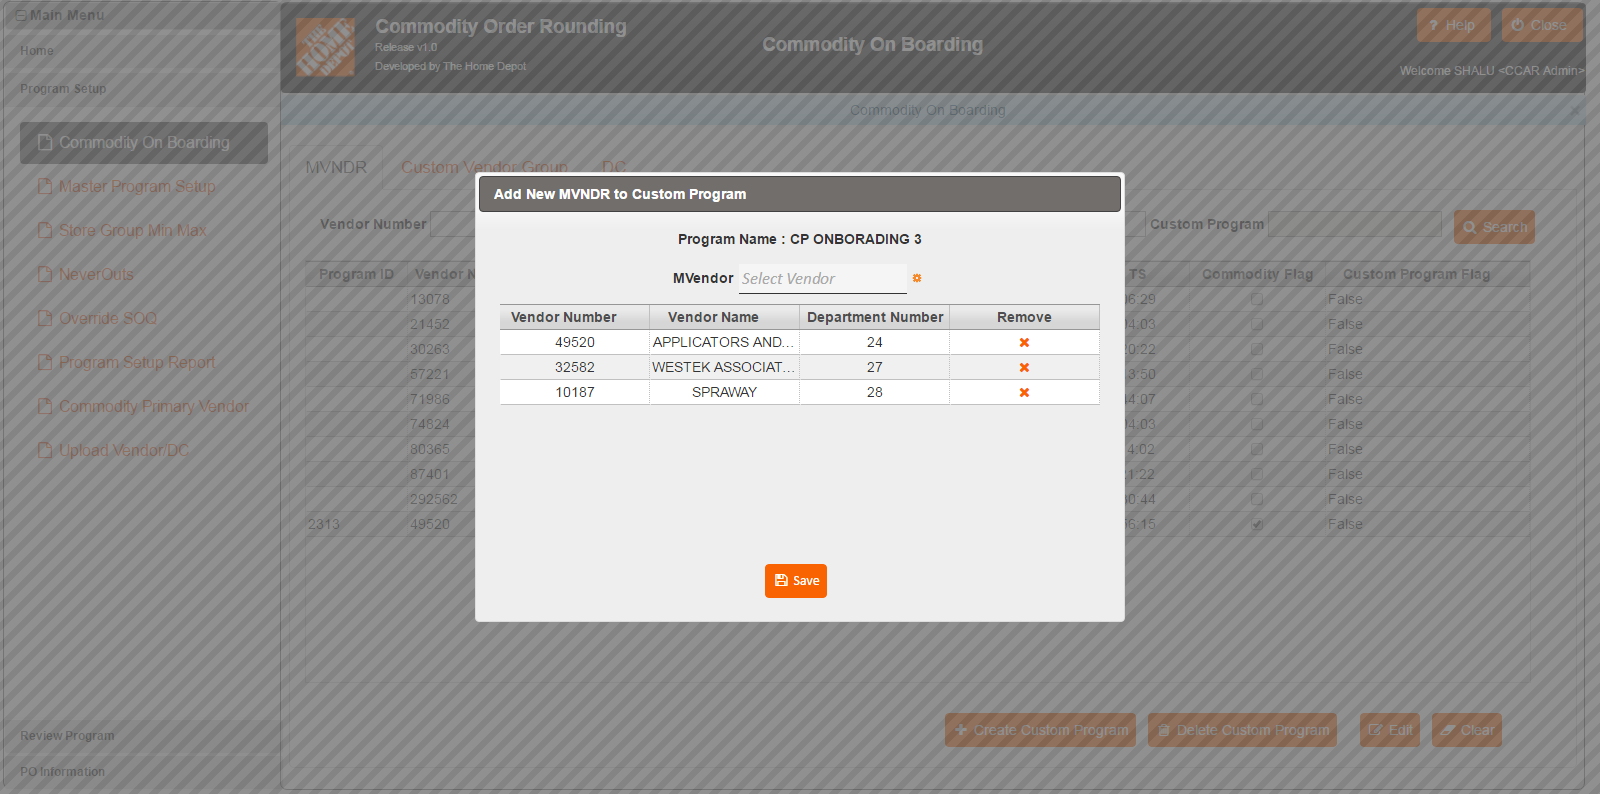 Main Menu
Home
Program Setup
Commodity On Boarding
Master Program Setup
Store Group Min Max
NeverOuts
Override SOQ
Program Setup Report
Commodity Primary Vendor
Upload Vendor/DC
Review Program
PO Information
THE HOME DEPOT
Commodity Order Rounding
Release v1.0
Developed by The Home Depot
Commodity On Boarding
? Help
Close
Welcome SHALU <CCAR Admin>
Commodity On Boarding
MVNDR Custom Vendor Group DC
Vendor Number
Custom Program
Search
Program ID Vendor N
TS Commodity Flag Custom Program Flag
13078 06:29 False
21452 4:03 False
30263 0:22 False
57221 3:50 False
71986 4:07 False
74824 4:03 False
80365 4:02 False
87401 1:22 False
292562 0:44 False
2313 49520 6:15 False
Add New MVNDR to Custom Program
Program Name : CP ONBORADING 3
MVendor Select Vendor
Vendor Number Vendor Name Department Number Remove
49520 APPLICATORS AND... 24
32582 WESTEK ASSOCIAT... 27
10187 SPRAWAY 28
Save
Create Custom Program
Delete Custom Program
Edit
Clear